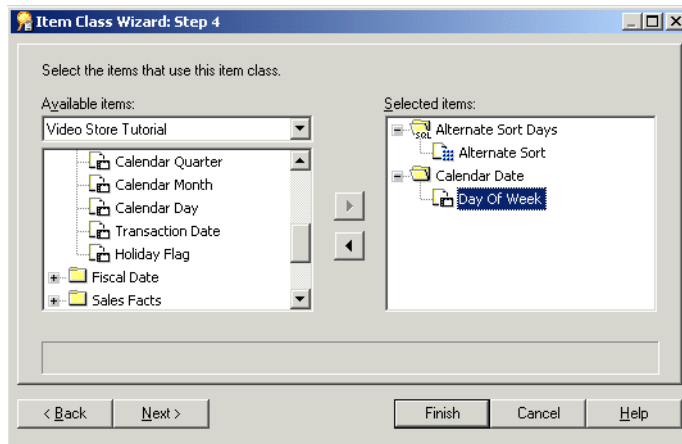 Item Class Wizard: Step 4
Select the items that use this item class.
Available items:
Video Store Tutorial
Calendar Quarter
Calendar Month
Calendar Day
Transaction Date
Holiday Flag
Fiscal Date
Sales Facts
Selected items:
SQL Alternate Sort Days
Alternate Sort
Calendar Date
Day Of Week
< Back
Next >
Finish
Cancel
Help